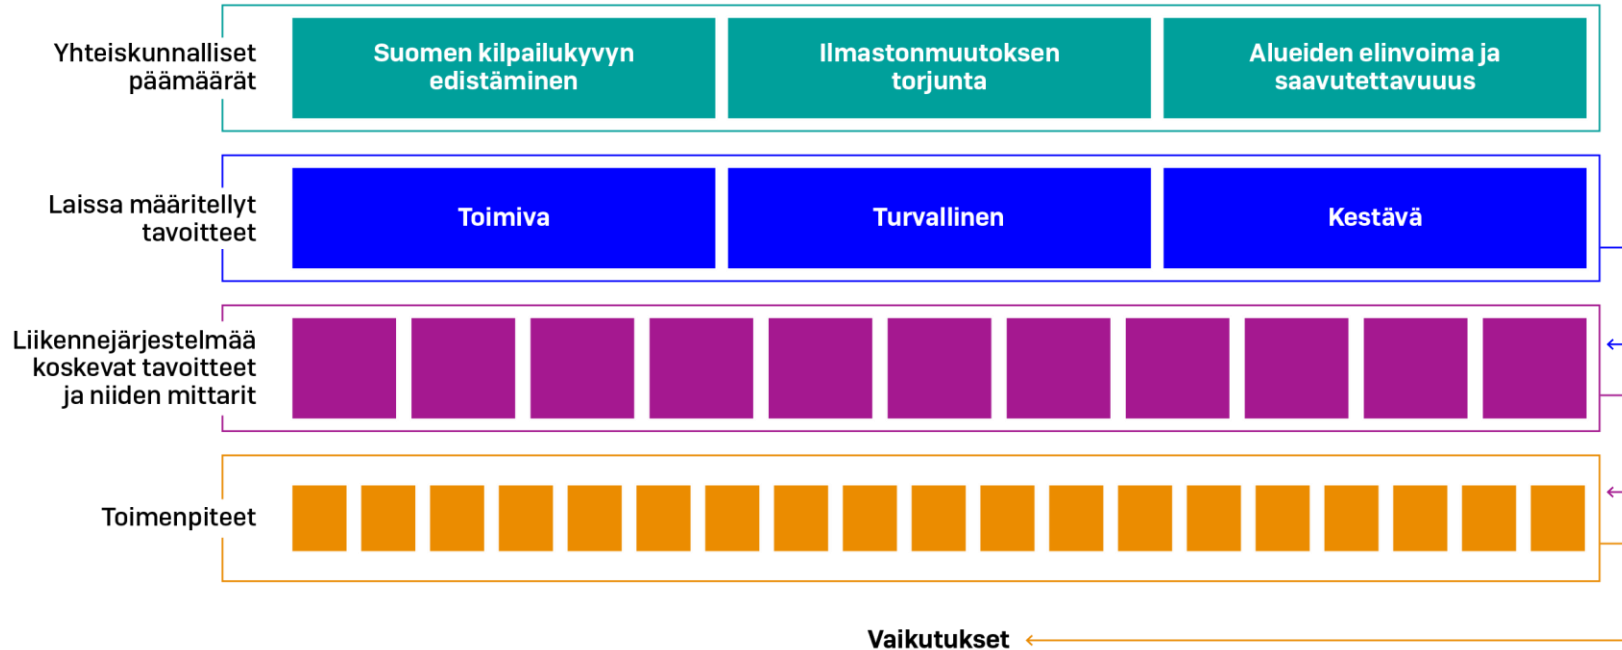 Yhteiskunnalliset
päämäärät
Suomen kilpailukyvyn
edistäminen
Ilmastonmuutoksen
torjunta
Alueiden elinvoima ja
saavutettavuuus
Laissa määritellyt
tavoitteet
Toimiva
Turvallinen
Kestävä
Liikennejärjestelmää
koskevat tavoitteet
ja niiden mittarit
Toimenpiteet
Vaikutukset